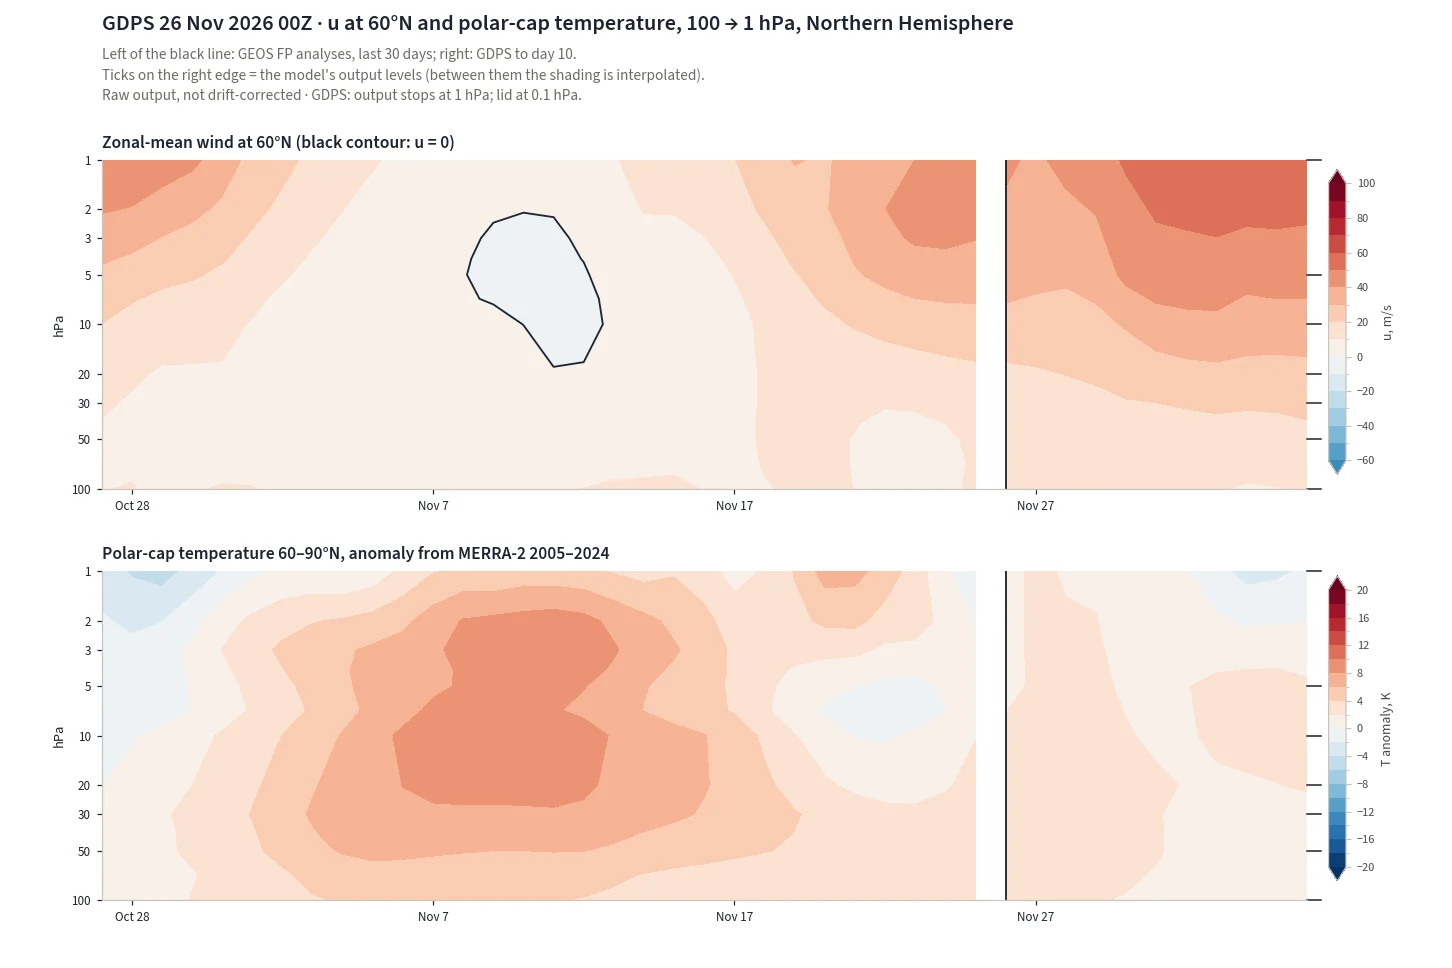 GDPS 26 Nov 2026 00Z · u at 60°N and polar-cap temperature, 100 → 1 hPa, Northern Hemisphere
Left of the black line: GEOS FP analyses, last 30 days; right: GDPS to day 10.
Ticks on the right edge = the model's output levels (between them the shading is interpolated).
Raw output, not drift-corrected · GDPS: output stops at 1 hPa; lid at 0.1 hPa.
Zonal-mean wind at 60°N (black contour: u = 0)
1
2
3
5
10
20
30
50
100
hPa
Oct 28
Nov 7
Nov 17
Nov 27
100
80
60
40
20
0
−20
−40
−60
u, m/s
Polar-cap temperature 60–90°N, anomaly from MERRA-2 2005–2024
1
2
3
5
10
20
30
50
100
hPa
Oct 28
Nov 7
Nov 17
Nov 27
20
16
12
8
4
0
−4
−8
−12
−16
−20
T anomaly, K